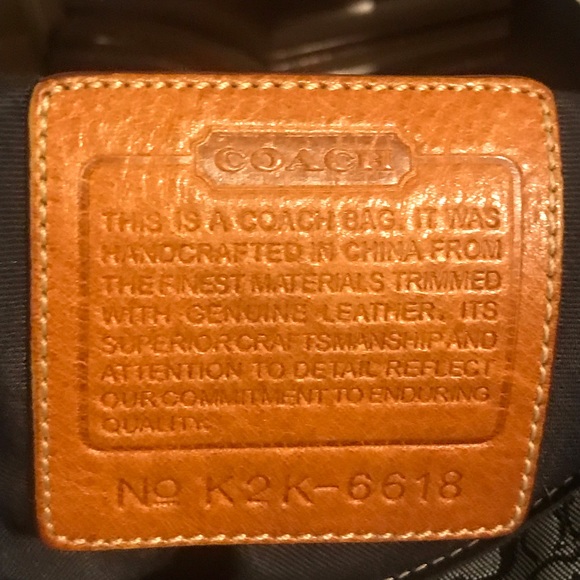 COACH
THIS IS A COACH BAG. IT WAS
HANDCRAFTED IN CHINA FROM
THE FINEST MATERIALS TRIMMED
WITH GENUINE LEATHER. ITS
SUPERIOR CRAFTSMANSHIP AND
ATTENTION TO DETAIL REFLECT
OUR COMMITMENT TO ENDURING
QUALITY.
No K2K-6618